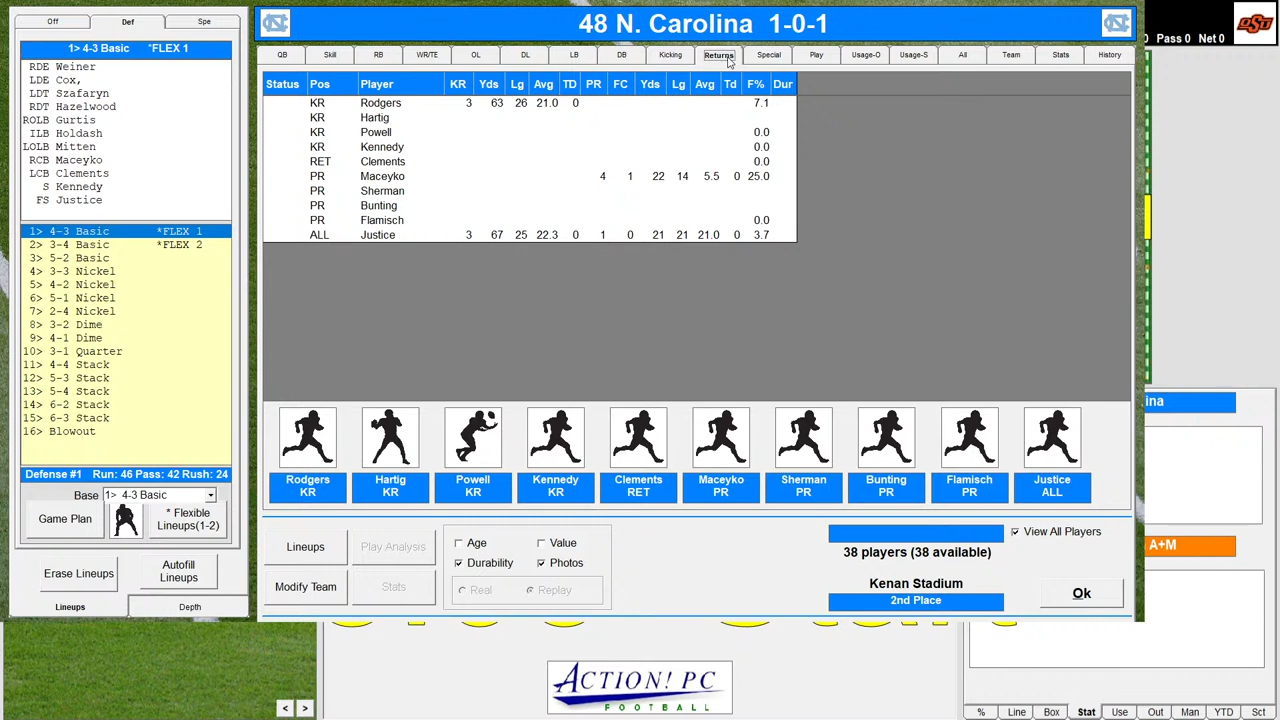 Off Def Spe
1> 4-3 Basic *FLEX 1
RDE Weiner
LDE Cox,
LDT Szafaryn
RDT Hazelwood
ROLB Gurtis
ILB Holdash
LOLB Mitten
RCB Maceyko
LCB Clements
S Kennedy
FS Justice
1> 4-3 Basic *FLEX 1
2> 3-4 Basic *FLEX 2
3> 5-2 Basic
4> 3-3 Nickel
5> 4-2 Nickel
6> 5-1 Nickel
7> 2-4 Nickel
8> 3-2 Dime
9> 4-1 Dime
10> 3-1 Quarter
11> 4-4 Stack
12> 5-3 Stack
13> 5-4 Stack
14> 6-2 Stack
15> 6-3 Stack
16> Blowout
Defense #1 Run: 46 Pass: 42 Rush: 24
Base 1> 4-3 Basic
Game Plan
* Flexible
Lineups(1-2)
Erase Lineups
Autofill
Lineups
Lineups Depth
48 N. Carolina 1-0-1
QB Skill RB WR/TE OL DL LB DB Kicking Special Play Usage-O Usage-S All Team Stats History
Status Pos Player KR Yds Lg Avg TD PR FC Yds Lg Avg Td F% Dur
KR Rodgers 3 63 26 21.0 0 7.1
KR Hartig
KR Powell 0.0
KR Kennedy 0.0
RET Clements 0.0
PR Maceyko 4 1 22 14 5.5 0 25.0
PR Sherman
PR Bunting
PR Flamisch 0.0
ALL Justice 3 67 25 22.3 0 1 0 21 21 21.0 0 3.7
Rodgers
KR
Hartig
KR
Powell
KR
Kennedy
KR
Clements
RET
Maceyko
PR
Sherman
PR
Bunting
PR
Flamisch
PR
Justice
ALL
Lineups
Play Analysis
Modify Team
Stats
Age Value
Durability Photos
Real Replay
38 players (38 available)
View All Players
Kenan Stadium
2nd Place
Ok
Pass 0 Net 0
OSU
ina
A+M
ACTION! PC
FOOTBALL
< >
% Line Box Stat Use Out Man YTD Sct